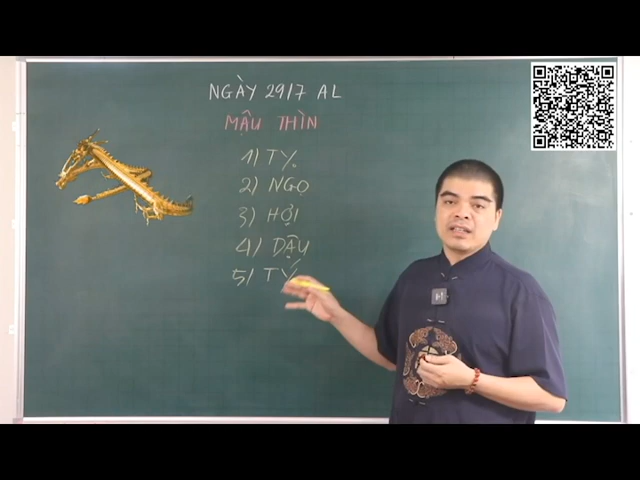 NGÀY 29/7 AL
MẬU THÌN
1) TỴ
2) NGỌ
3) HỢI
4) DẬU
5) TÝ